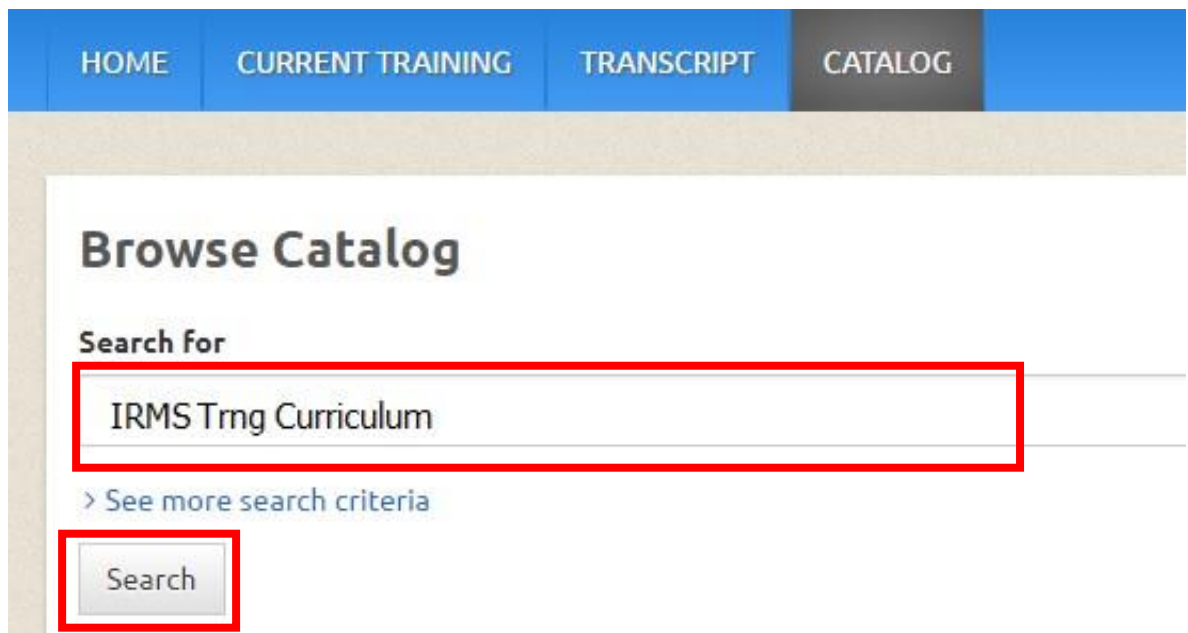 HOME CURRENT TRAINING TRANSCRIPT CATALOG
Browse Catalog
Search for
IRMS Trng Curriculum
> See more search criteria
Search